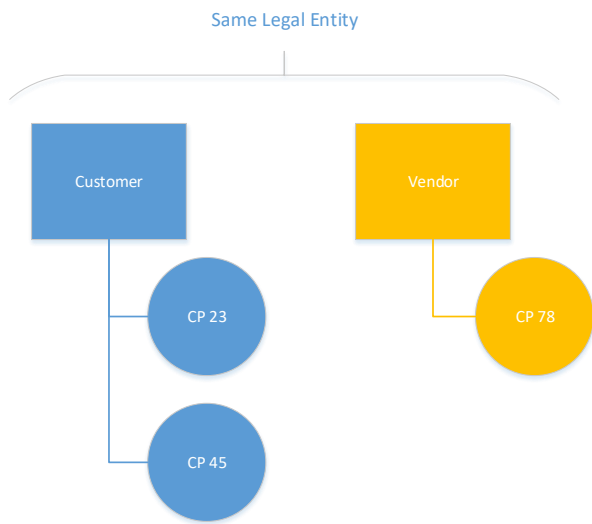 Same Legal Entity
Customer
Vendor
CP 23
CP 78
CP 45